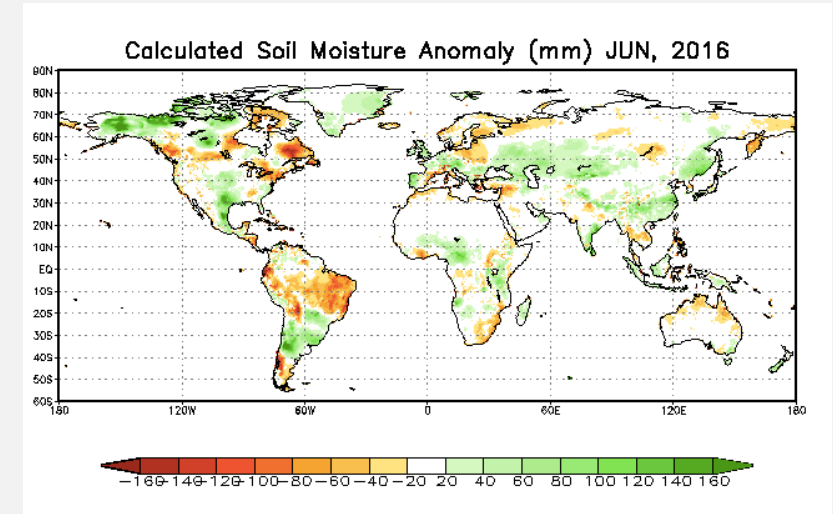 Calculated Soil Moisture Anomaly (mm) JUN, 2016
90N
80N
70N
60N
50N
40N
30N
20N
10N
EQ
10S
20S
30S
40S
50S
60S
180 120W 60W 0 60E 120E 180
-160 -140 -120 -100 -80 -60 -40 -20 20 40 60 80 100 120 140 160